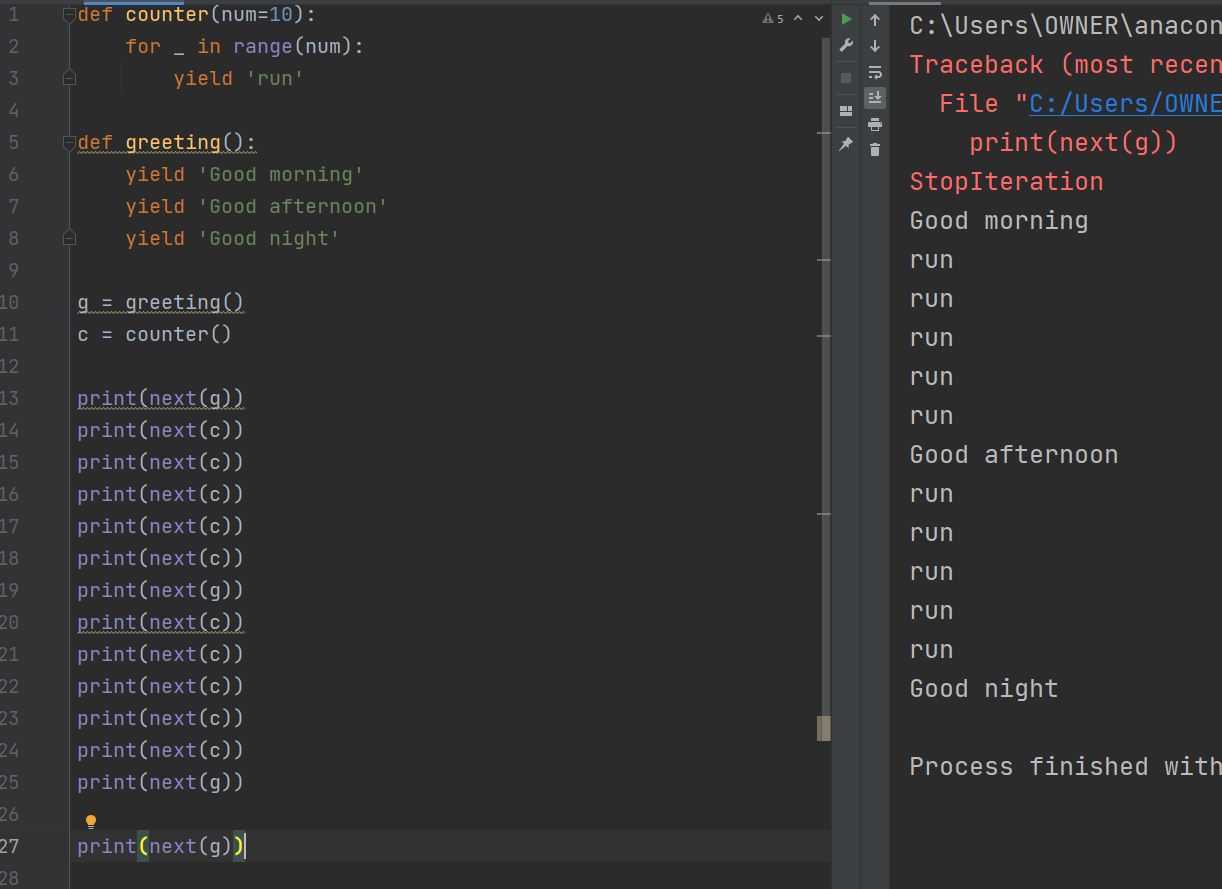 1 def counter(num=10):
2     for _ in range(num):
3         yield 'run'
4
5 def greeting():
6     yield 'Good morning'
7     yield 'Good afternoon'
8     yield 'Good night'
9
10 g = greeting()
11 c = counter()
12
13 print(next(g))
14 print(next(c))
15 print(next(c))
16 print(next(c))
17 print(next(c))
18 print(next(c))
19 print(next(g))
20 print(next(c))
21 print(next(c))
22 print(next(c))
23 print(next(c))
24 print(next(c))
25 print(next(g))
26
27 print(next(g))
28
5
C:\Users\OWNER\anacon
Traceback (most recen
  File "C:/Users/OWNE
    print(next(g))
StopIteration
Good morning
run
run
run
run
run
Good afternoon
run
run
run
run
run
Good night
Process finished with